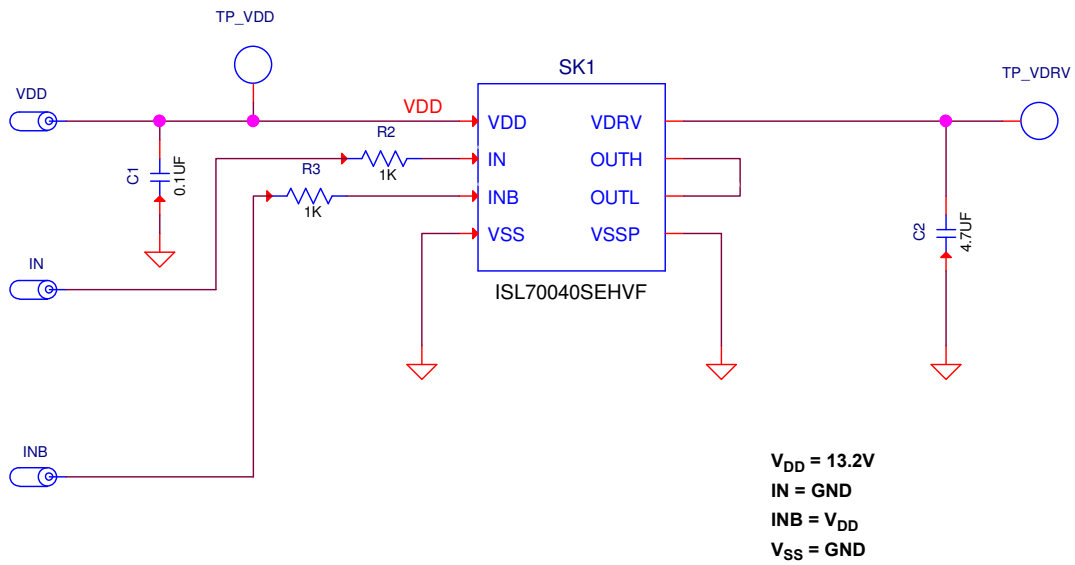 TP_VDD
SK1
TP_VDRV
VDD
VDD
VDD
VDRV
R2
1K
IN
OUTH
C1
0.1UF
R3
1K
INB
OUTL
VSS
VSSP
C2
4.7UF
IN
ISL70040SEHVF
INB
VDD = 13.2V
IN = GND
INB = VDD
VSS = GND